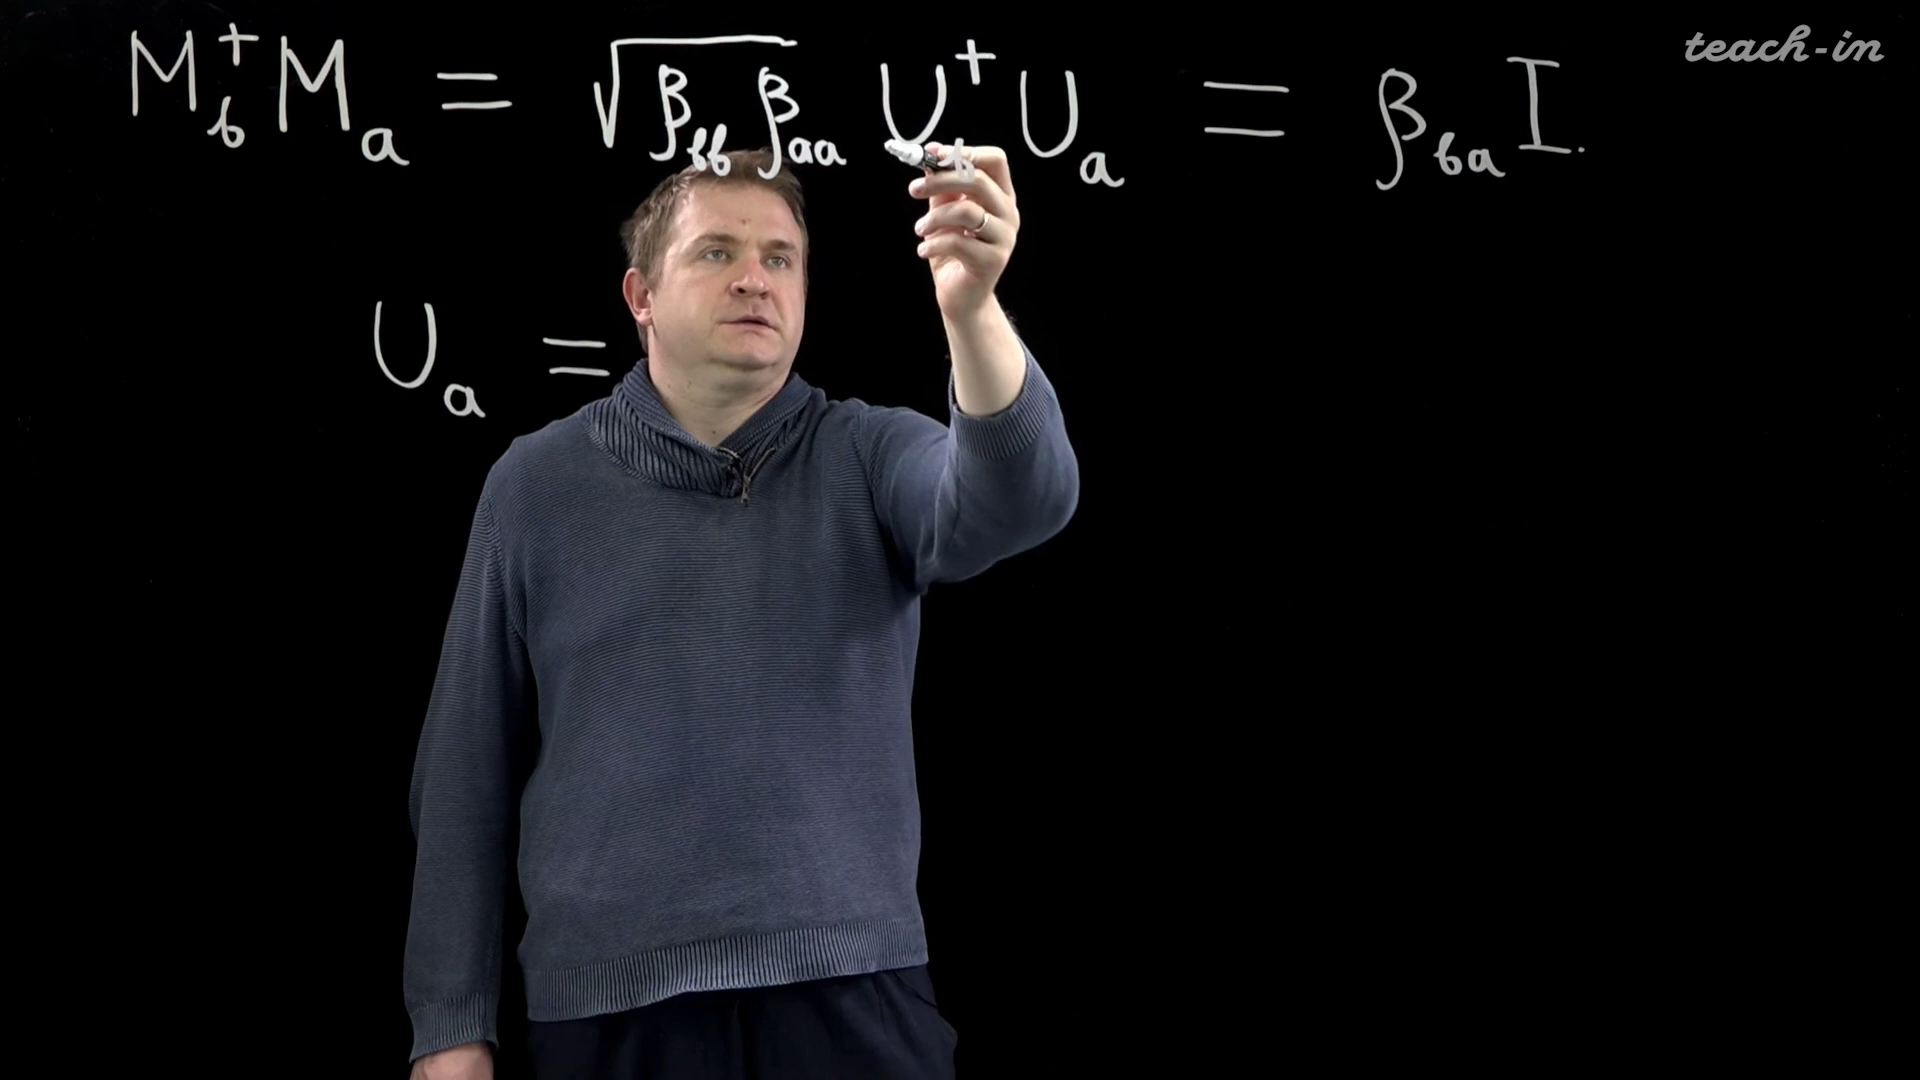 teach-in
M_b^+ M_a = √(β_bb β_aa) U_b^+ U_a = β_ba I.
U_a =